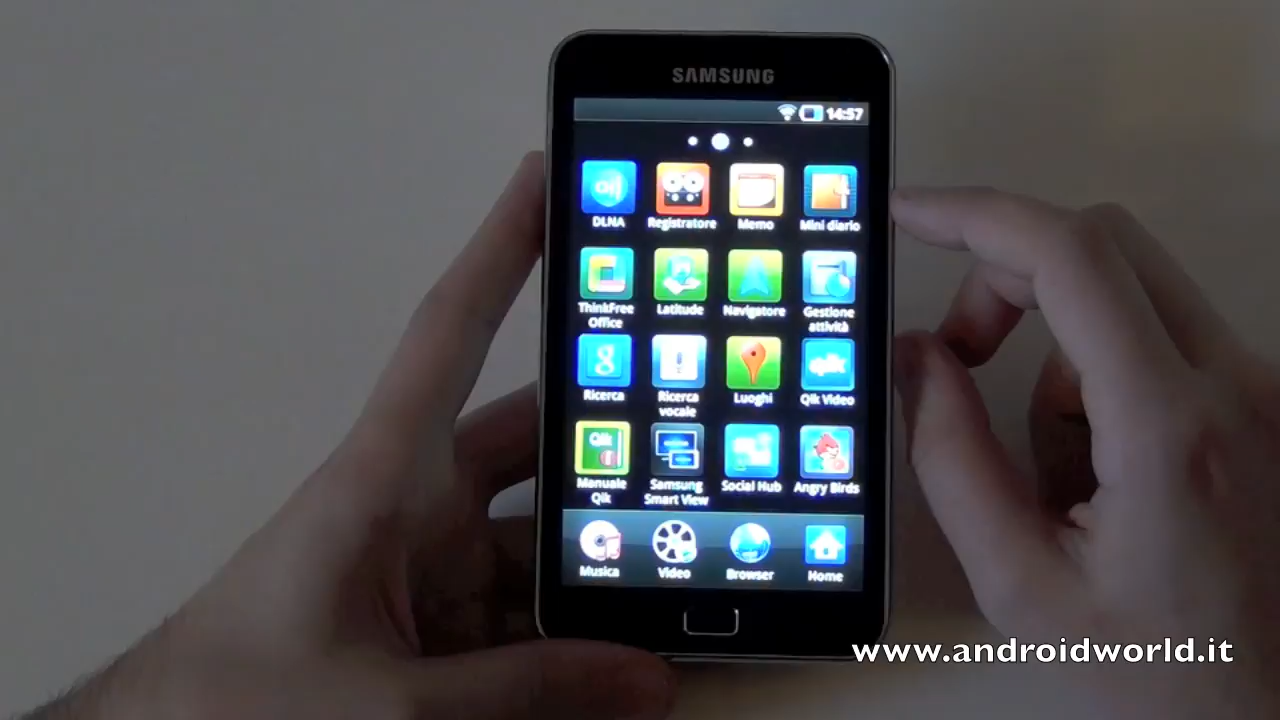 SAMSUNG
14:57
DLNA
Registratore
Memo
Mini diario
ThinkFree
Office
Latitude
Navigatore
Gestione
attività
Ricerca
Ricerca
vocale
Luoghi
Qik Video
Qik
Manuale
Qik
Samsung
Smart View
Social Hub
Angry Birds
Musica
Video
Browser
Home
www.androidworld.it